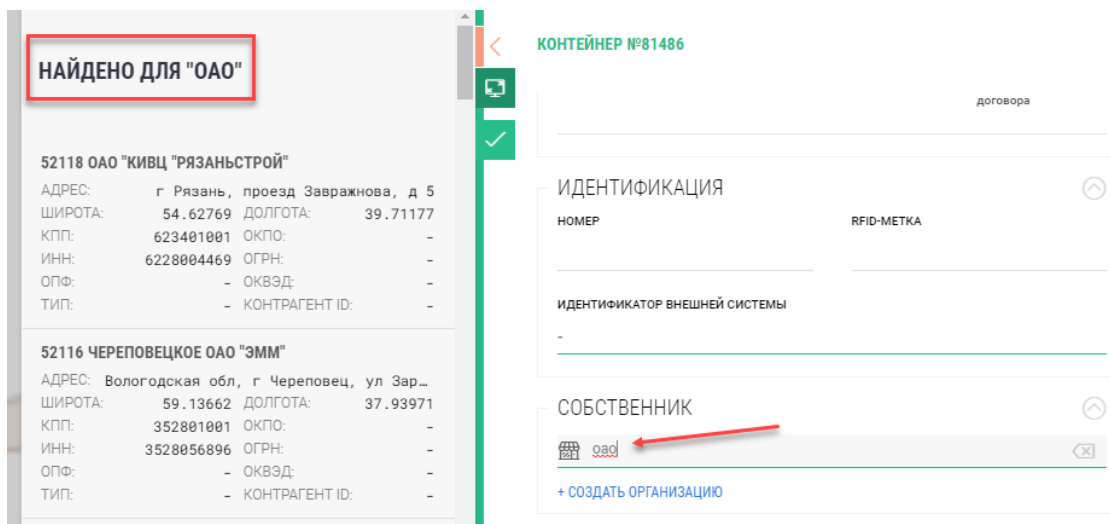 НАЙДЕНО ДЛЯ "ОАО"
52118 ОАО "КИВЦ "РЯЗАНЬСТРОЙ"
АДРЕС: г Рязань, проезд Завражнова, д 5
ШИРОТА: 54.62769 ДОЛГОТА: 39.71177
КПП: 623401001 ОКПО: -
ИНН: 6228004469 ОГРН: -
ОПФ: - ОКВЭД: -
ТИП: - КОНТРАГЕНТ ID: -
52116 ЧЕРЕПОВЕЦКОЕ ОАО "ЭММ"
АДРЕС: Вологодская обл, г Череповец, ул Зар…
ШИРОТА: 59.13662 ДОЛГОТА: 37.93971
КПП: 352801001 ОКПО: -
ИНН: 3528056896 ОГРН: -
ОПФ: - ОКВЭД: -
ТИП: - КОНТРАГЕНТ ID: -
КОНТЕЙНЕР №81486
договора
ИДЕНТИФИКАЦИЯ
НОМЕР RFID-МЕТКА
ИДЕНТИФИКАТОР ВНЕШНЕЙ СИСТЕМЫ
-
СОБСТВЕННИК
оао
+ СОЗДАТЬ ОРГАНИЗАЦИЮ